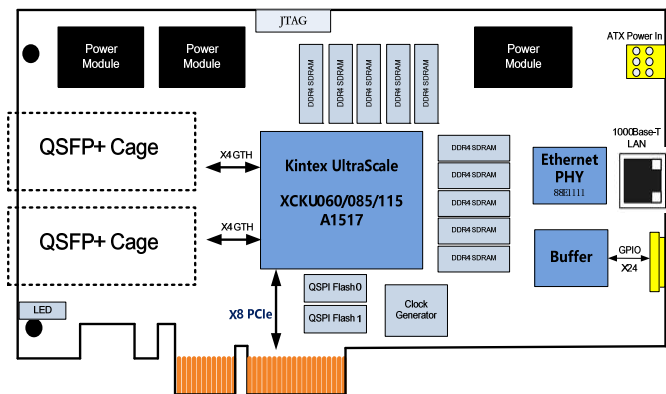 JTAG
ATX Power In
Power
Module
Power
Module
Power
Module
DDR4 SDRAM
DDR4 SDRAM
DDR4 SDRAM
DDR4 SDRAM
DDR4 SDRAM
1000Base-T
LAN
QSFP+ Cage
X4 GTH
Kintex UltraScale
XCKU060/085/115
A1517
DDR4 SDRAM
DDR4 SDRAM
DDR4 SDRAM
DDR4 SDRAM
DDR4 SDRAM
Ethernet
PHY
88E1111
QSFP+ Cage
X4 GTH
Buffer
GPIO
X24
LED
X8 PCIe
QSPI Flash 0
QSPI Flash 1
Clock
Generator